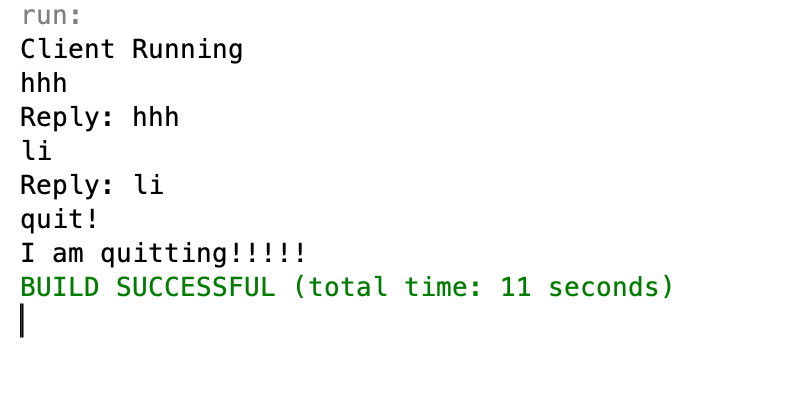 run:
Client Running
hhh
Reply: hhh
li
Reply: li
quit!
I am quitting!!!!!
BUILD SUCCESSFUL (total time: 11 seconds)